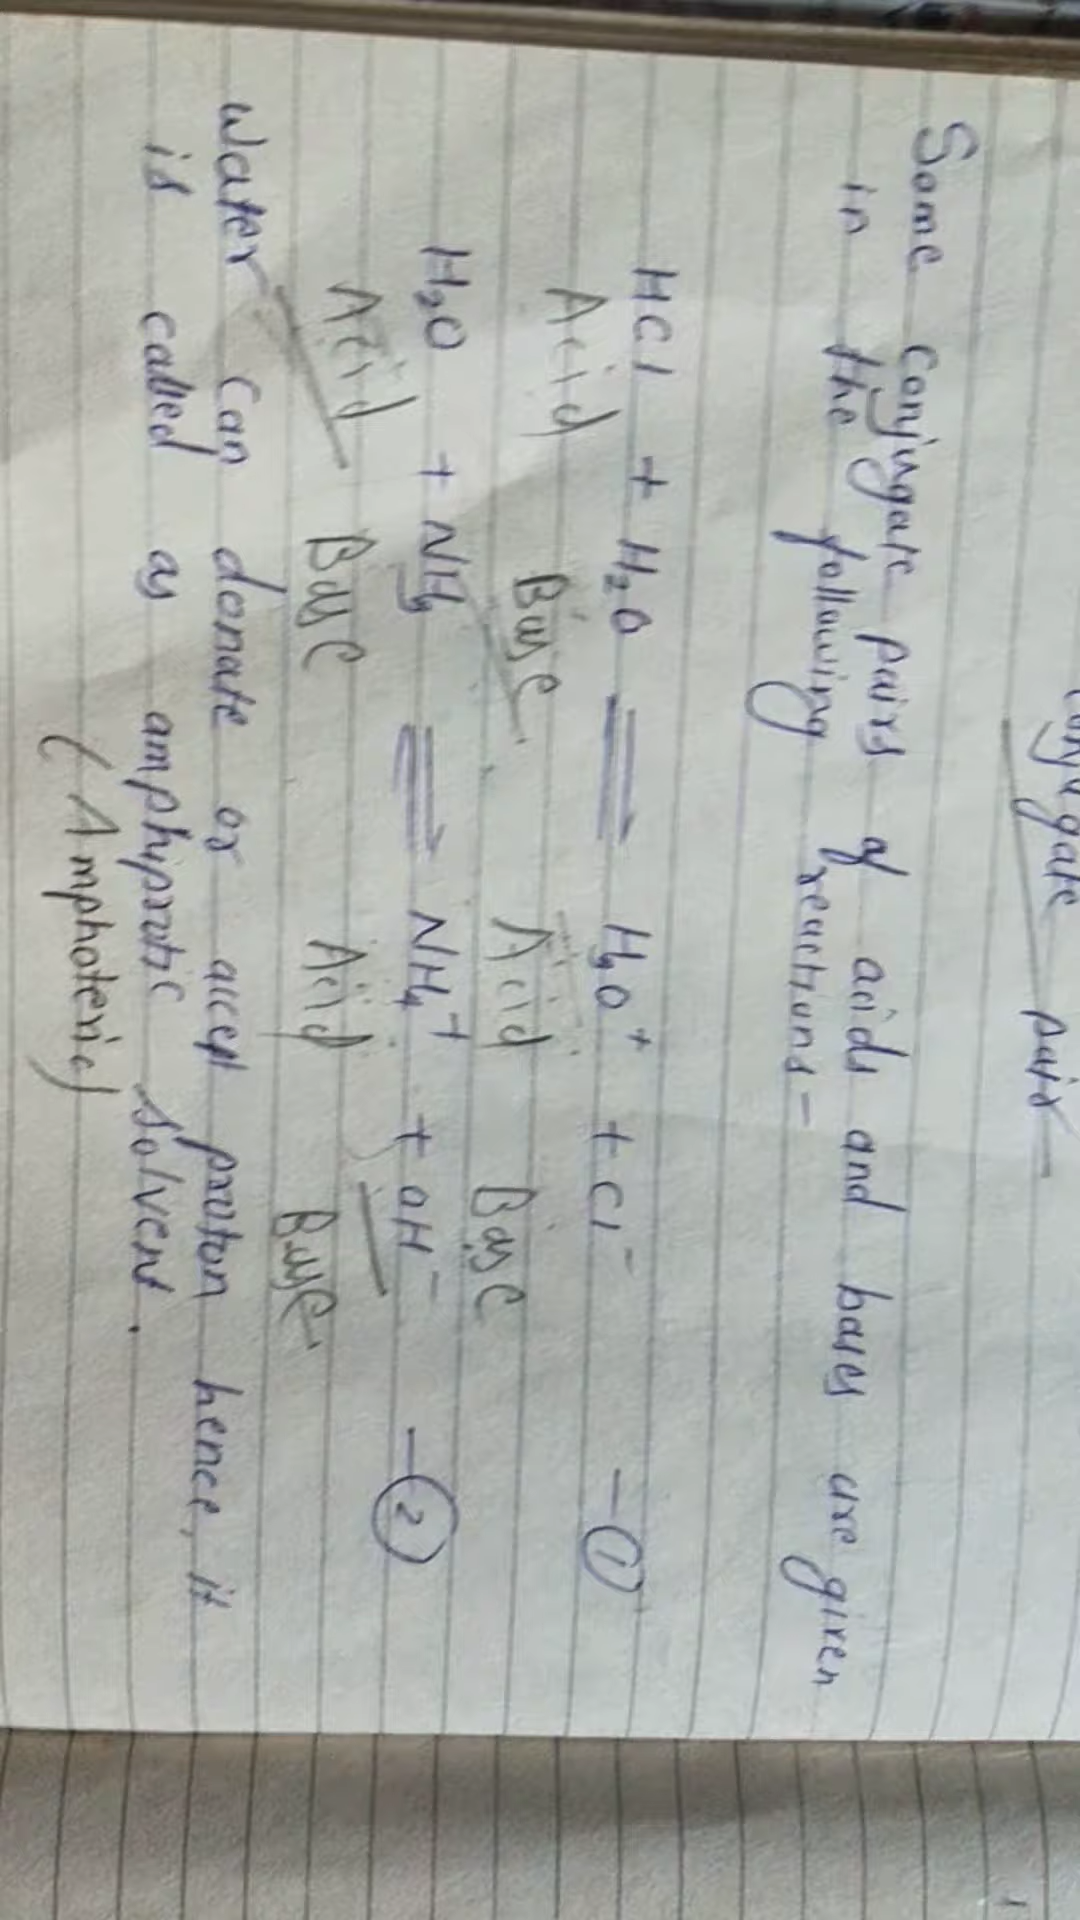 Conjugate pair-
Some conjugate pairs of acids and bases are given
in the following reactions-
HCl + H₂O ⇌ H₃O⁺ + Cl⁻ -①
Acid Base Acid Base
H₂O + NH₃ ⇌ NH₄⁺ + OH⁻ -②
Acid Base Acid Base
Water can donate or accept proton hence, it
is called as amphiprotic solvent.
(Amphoteric)